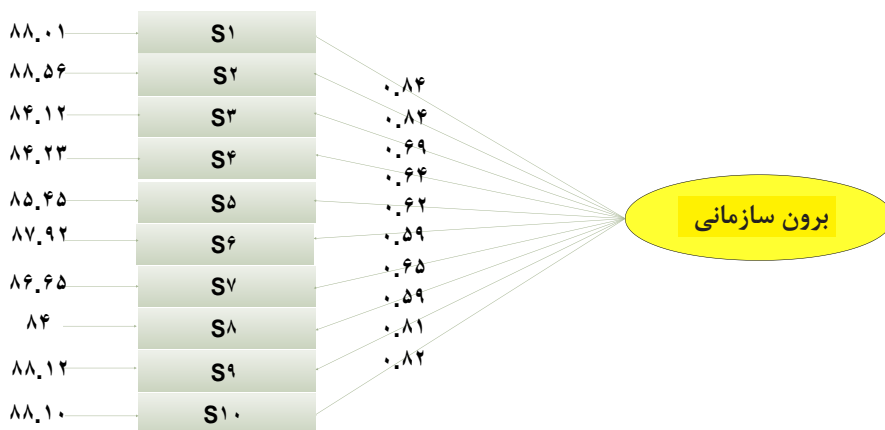 ۸۸.۰۱ S۱
۸۸.۵۶ S۲
۰.۸۴
۸۴.۱۲ S۳ ۰.۸۴
۰.۶۹
۸۴.۲۳ S۴
۰.۶۴
۸۵.۴۵ S۵ ۰.۶۲
برون سازمانی
۸۷.۹۲ S۶ ۰.۵۹
۰.۶۵
۸۶.۶۵ S۷
۰.۵۹
۸۴ S۸ ۰.۸۱
۰.۸۲
۸۸.۱۲ S۹
۸۸.۱۰ S۱۰